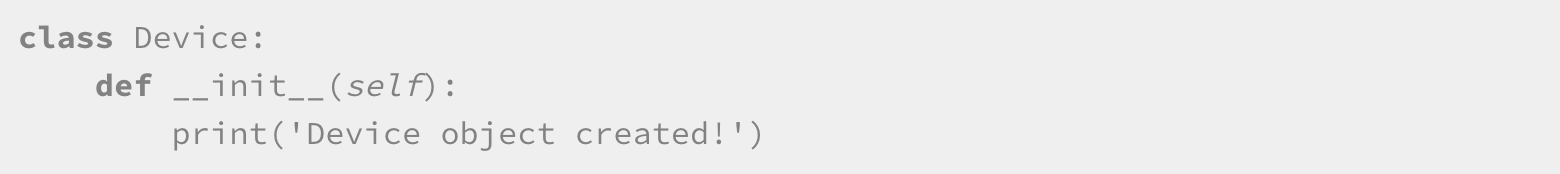 class Device:
    def __init__(self):
        print('Device object created!')